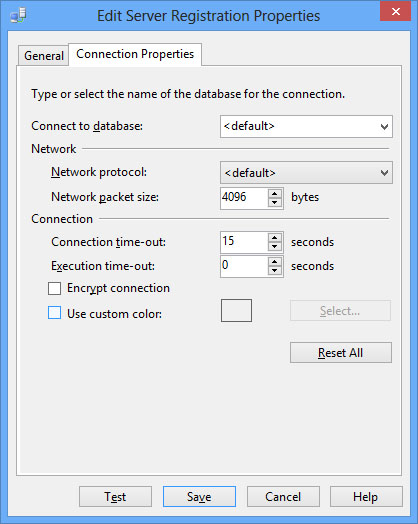 Edit Server Registration Properties
General Connection Properties
Type or select the name of the database for the connection.
Connect to database: <default>
Network
Network protocol: <default>
Network packet size: 4096 bytes
Connection
Connection time-out: 15 seconds
Execution time-out: 0 seconds
Encrypt connection
Use custom color: Select...
Reset All
Test Save Cancel Help